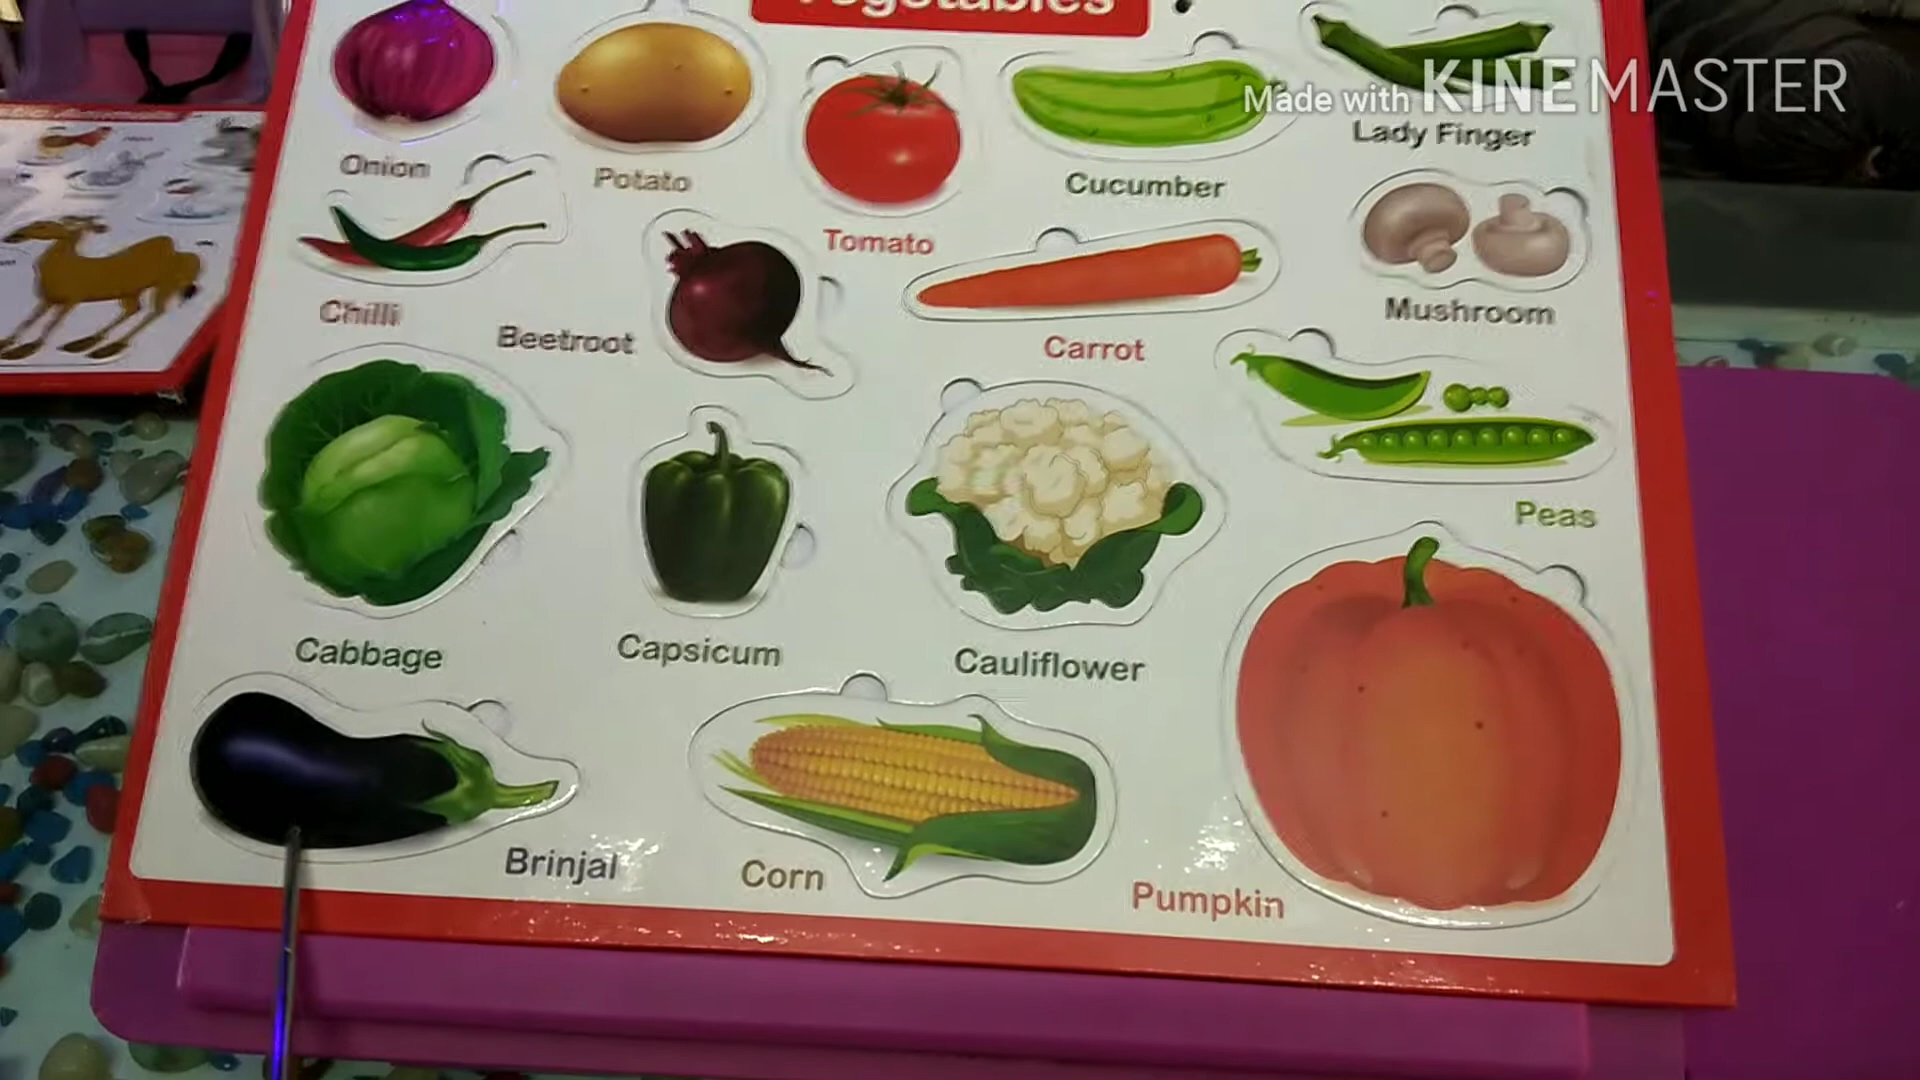 Vegetables
Made with KINEMASTER
Lady Finger
Onion
Potato
Cucumber
Tomato
Chilli
Beetroot
Carrot
Mushroom
Peas
Cabbage
Capsicum
Cauliflower
Brinjal
Corn
Pumpkin